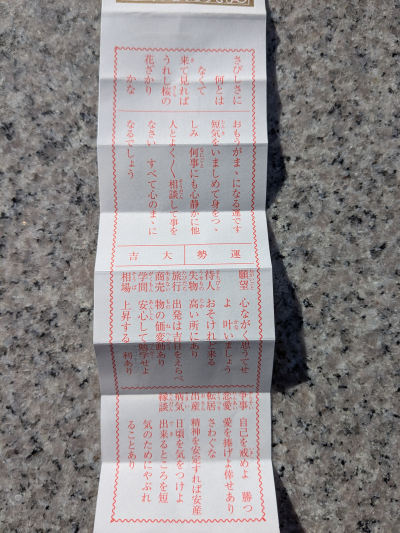 さびしさに
何とは
なくて
来て見れば
うれし桜の
花ざかり
かな
おもうがまゝになる運です
短気をいましめて身をつゝ
しみ 何事にも心静かに他
人とよく〳〵相談して事を
なさい すべて心のまゝに
なるでしょう
運勢 大吉
願望 心ながく思うてせ
よ 叶いましょう
待人 おそけれど来る
失物 高い所にあり
旅行 出発は吉日をえらべ
商売 物の価変動あり
学問 安心して勉学せよ
相場 上昇する 利あり
争事 自己を戒めよ 勝つ
恋愛 愛を捧げよ倖せあり
転居 さわぐな
出産 精神を安定すれば安産
病気 日頃を気をつけよ
縁談 出来るところを短
気のためにやぶれ
ることあり